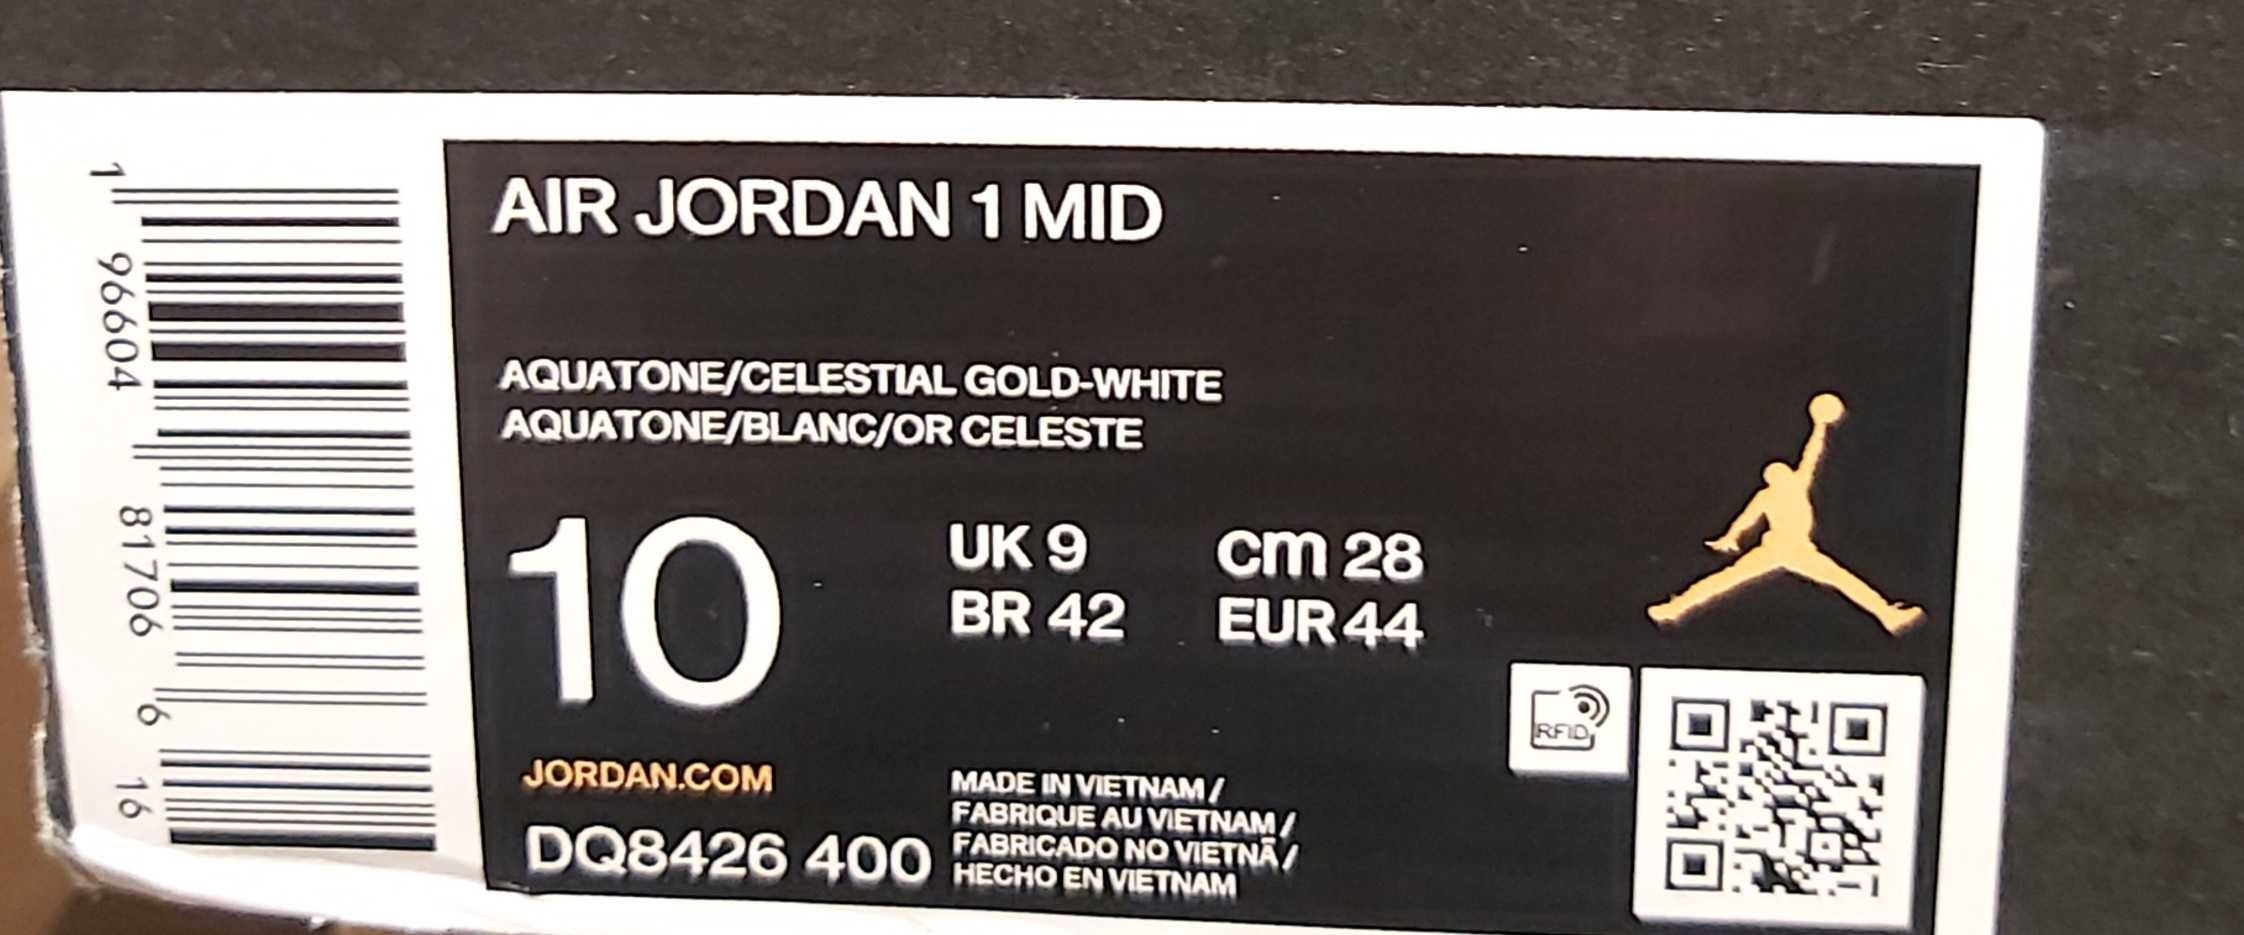 1 96604 81706 6 16
AIR JORDAN 1 MID
AQUATONE/CELESTIAL GOLD-WHITE
AQUATONE/BLANC/OR CELESTE
10
UK 9 cm 28
BR 42 EUR 44
RFID
JORDAN.COM
DQ8426 400
MADE IN VIETNAM /
FABRIQUE AU VIETNAM /
FABRICADO NO VIETNÃ /
HECHO EN VIETNAM